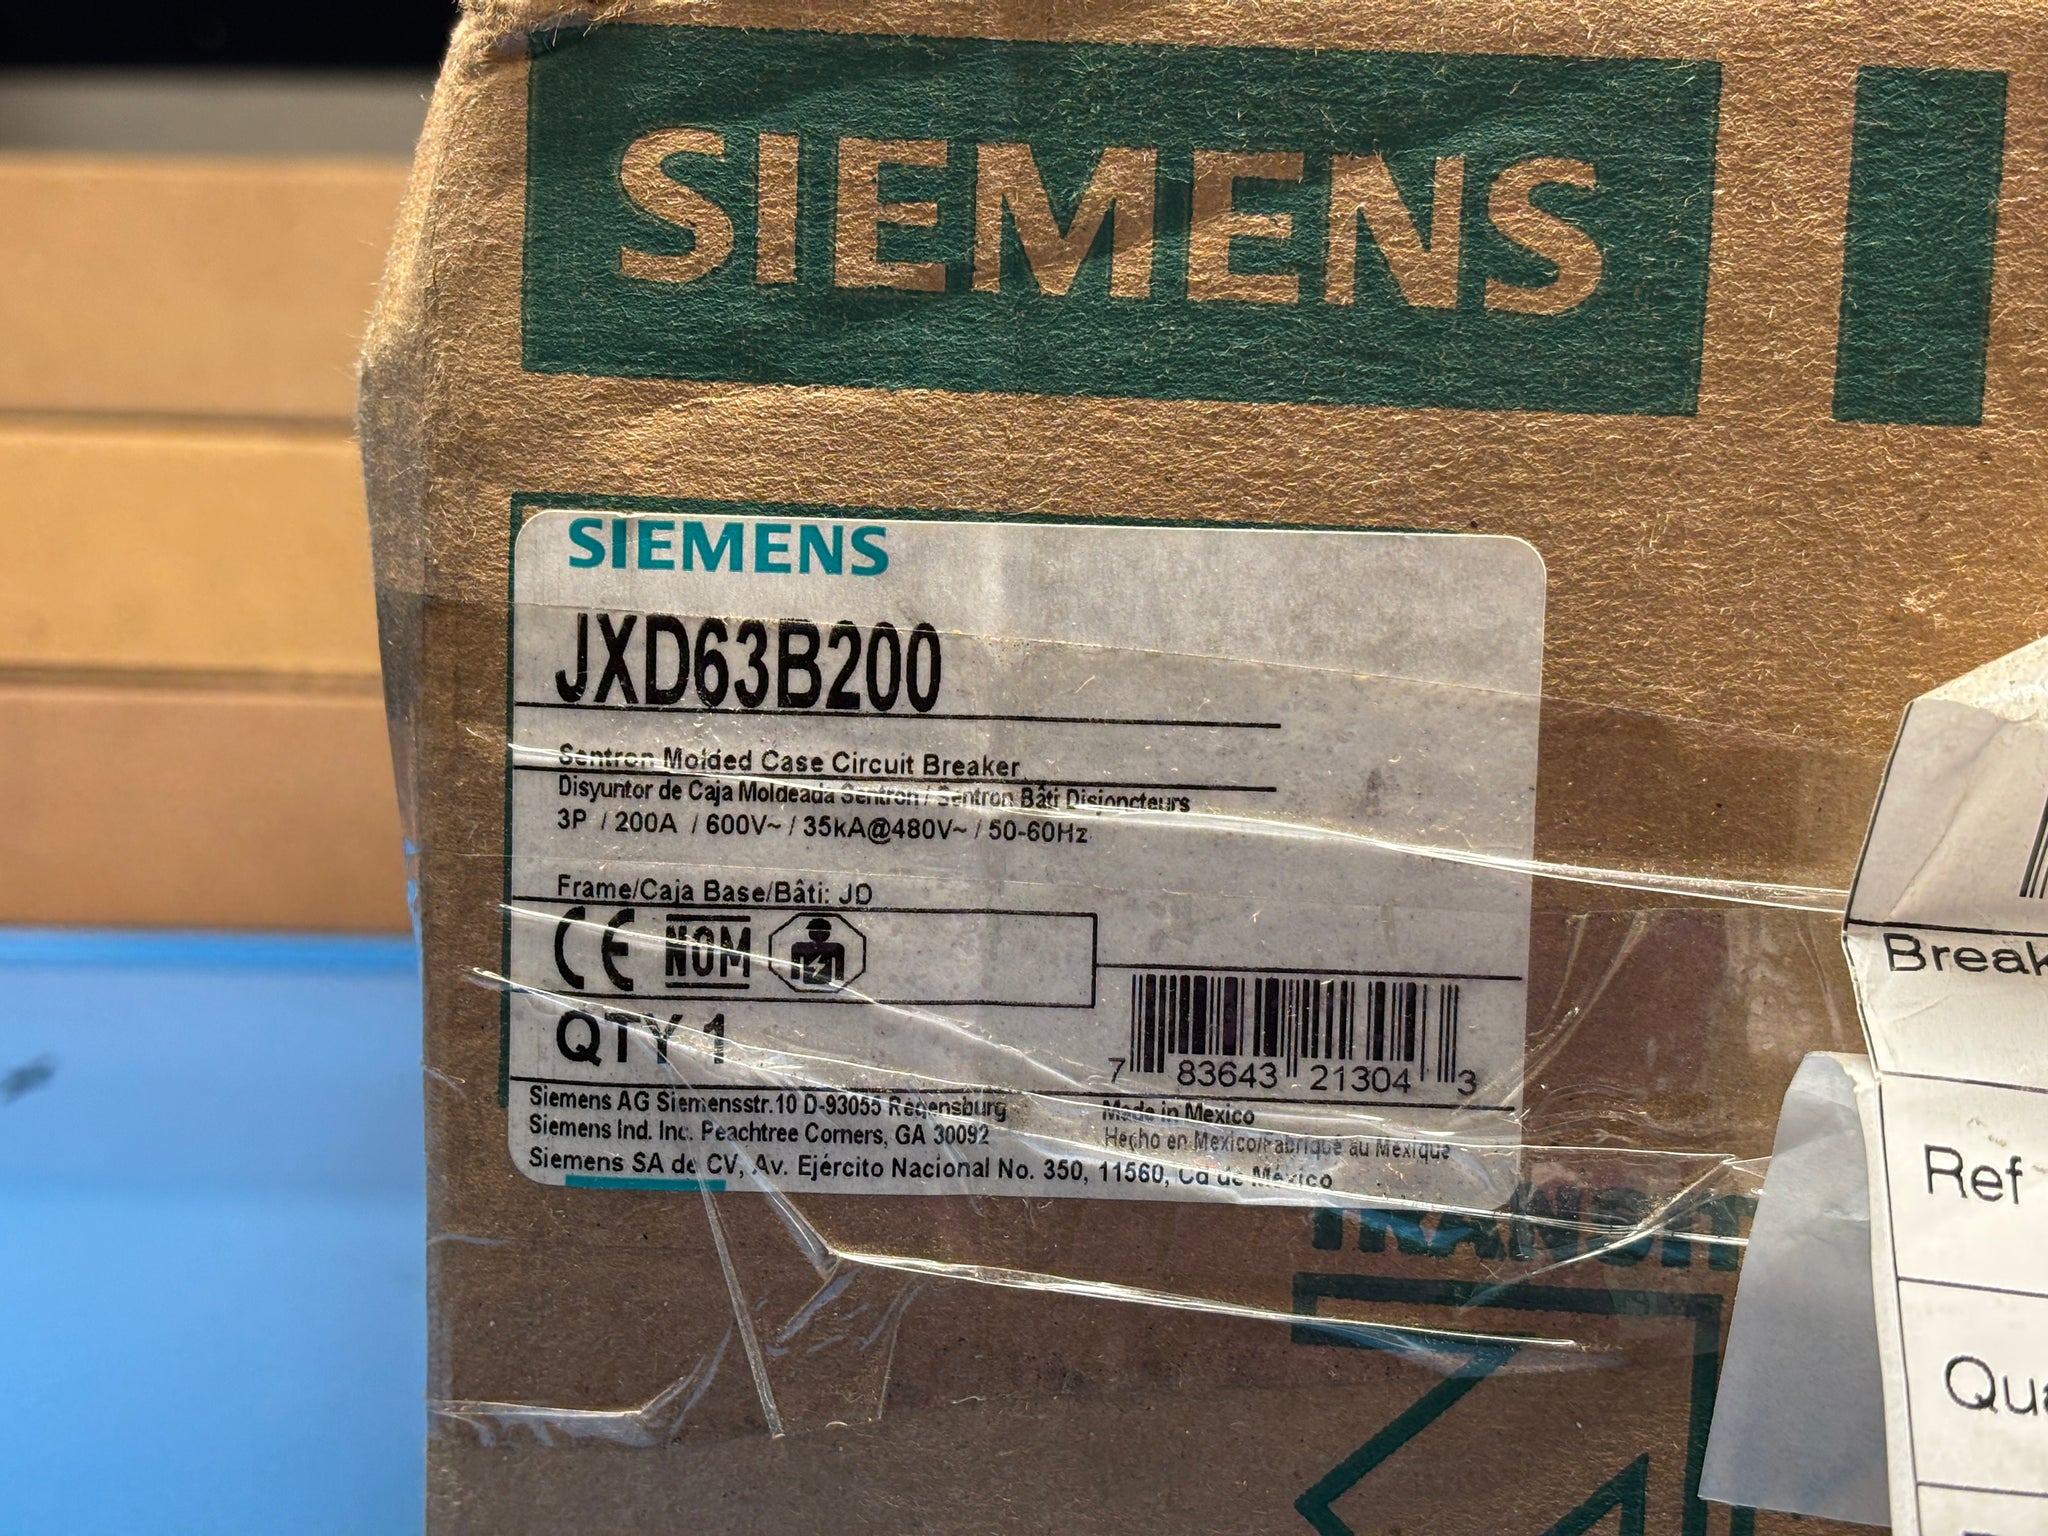 SIEMENS
SIEMENS
JXD63B200
Sentron Molded Case Circuit Breaker
Disyuntor de Caja Moldeada Sentron / Sentron Bâti Disjoncteurs
3P / 200A / 600V~ / 35kA@480V~ / 50-60Hz
Frame/Caja Base/Bâti: JD
CE NOM
QTY 1
7 83643 21304 3
Siemens AG Siemensstr.10 D-93055 Regensburg
Siemens Ind. Inc. Peachtree Corners, GA 30092
Siemens SA de CV, Av. Ejército Nacional No. 350, 11560, Cd de México
Made in Mexico
Hecho en Mexico/Fabriqué au Mexique
Break
Ref
Qua